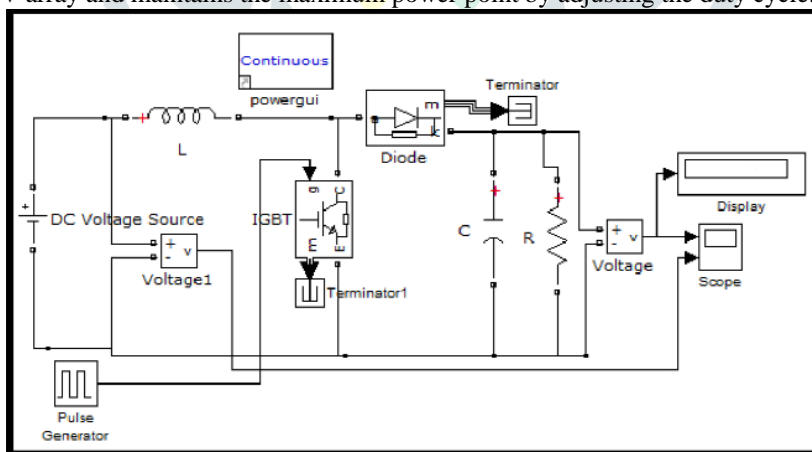 array and maintains the maximum power point by adjusting the duty cycle
Continuous
powergui
Terminator
m
k
Diode
L
+
DC Voltage Source
g
C
IGBT
m
E
Terminator1
+
-
v
Voltage1
C
R
+
-
v
Voltage
Display
Scope
Pulse
Generator